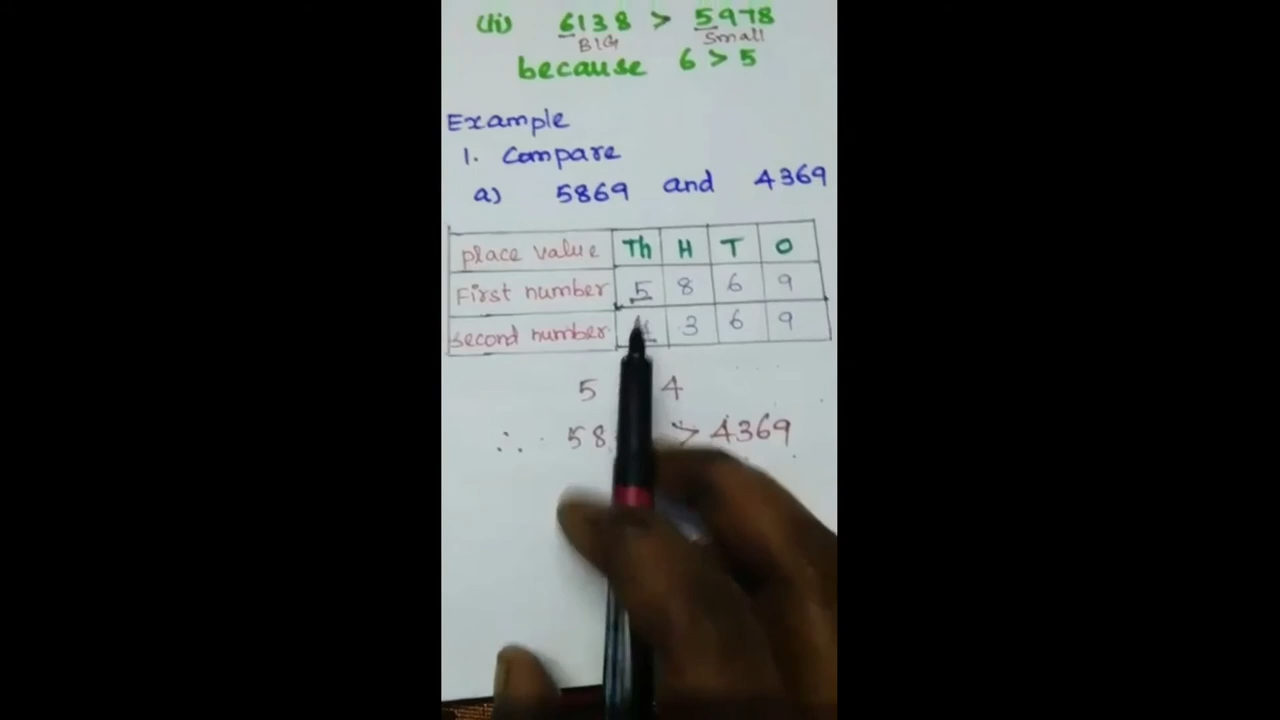 (ii) 6138 > 5978
BIG Small
because 6 > 5
Example
1. Compare
a) 5869 and 4369
place value Th H T O
First number 5 8 6 9
second number 3 6 9
5 4
∴ 58 > 4369